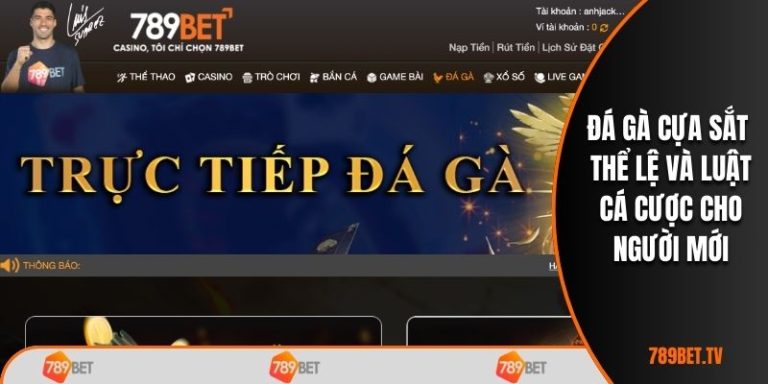 Luis
SUAREZ
789BET
CASINO, TÔI CHỈ CHỌN 789BET
Tài khoản : anhjack...
Ví tài khoản : 0
Nạp Tiền | Rút Tiền | Lịch Sử Đặt C
THỂ THAO CASINO TRÒ CHƠI BẮN CÁ GAME BÀI ĐÁ GÀ XỔ SỐ LIVE GAM
789BET
TRỰC TIẾP ĐÁ GÀ
THÔNG BÁO:
ĐÁ GÀ CỰA SẮT
THỂ LỆ VÀ LUẬT
CÁ CƯỢC CHO
NGƯỜI MỚI
789BET 789BET 789BET
789BET.TV